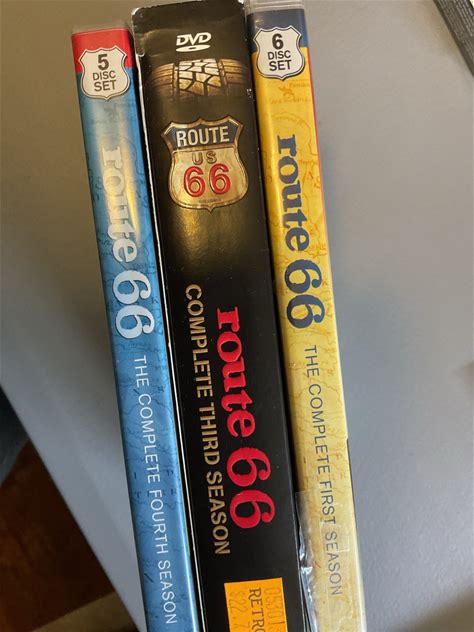 5
DISC
SET
route 66
THE COMPLETE FOURTH SEASON
DVD
ROUTE
US
66
route 66
COMPLETE THIRD SEASON
RETRO
6
DISC
SET
route 66
THE COMPLETE FIRST SEASON